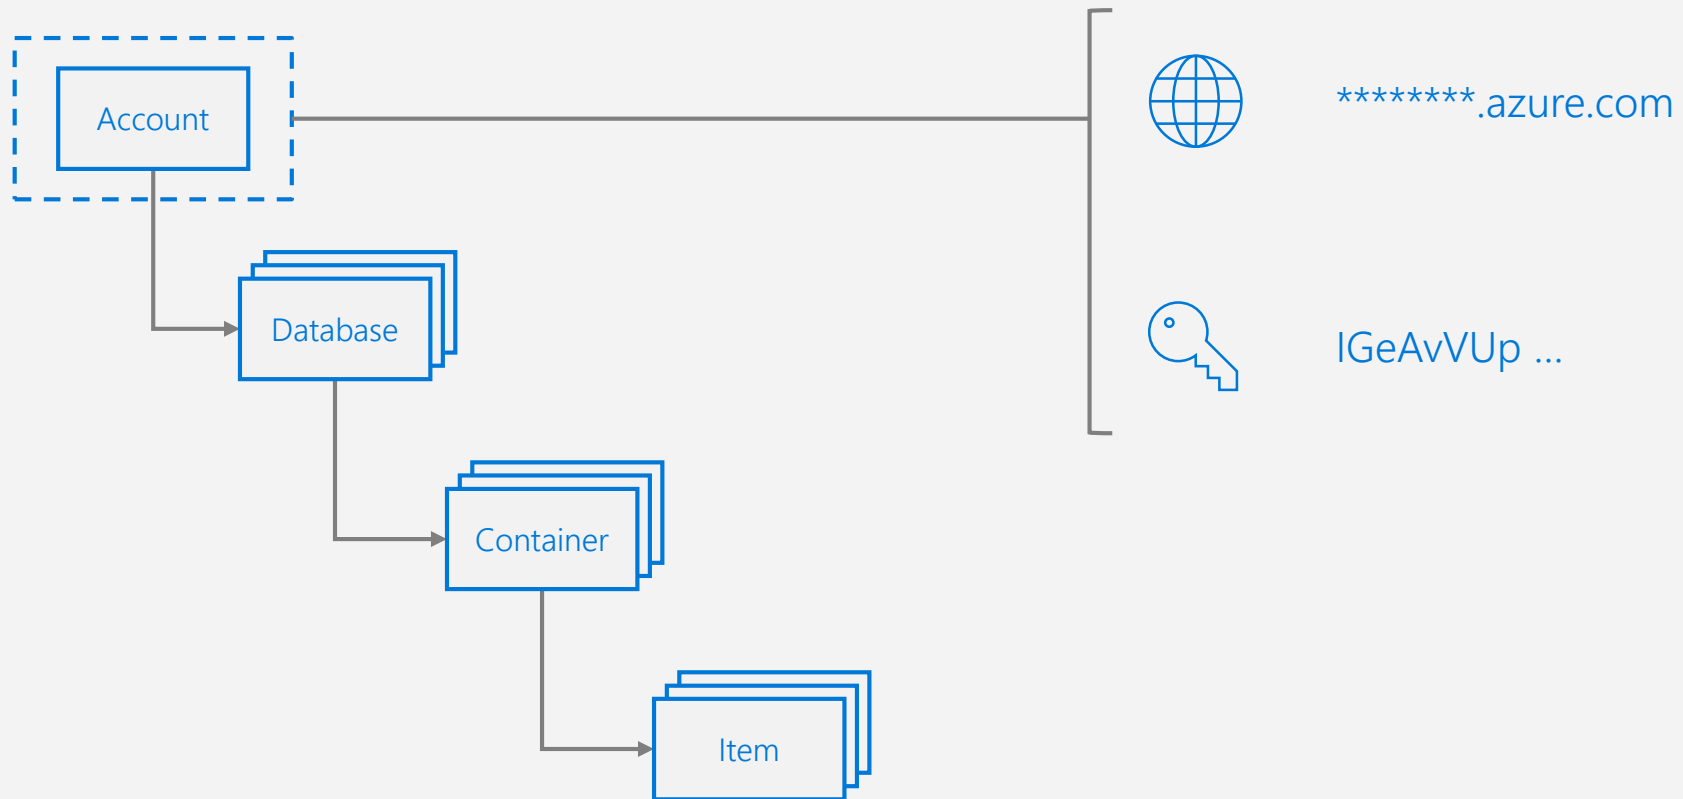 Account
********.azure.com
Database
IGeAvVUp ...
Container
Item